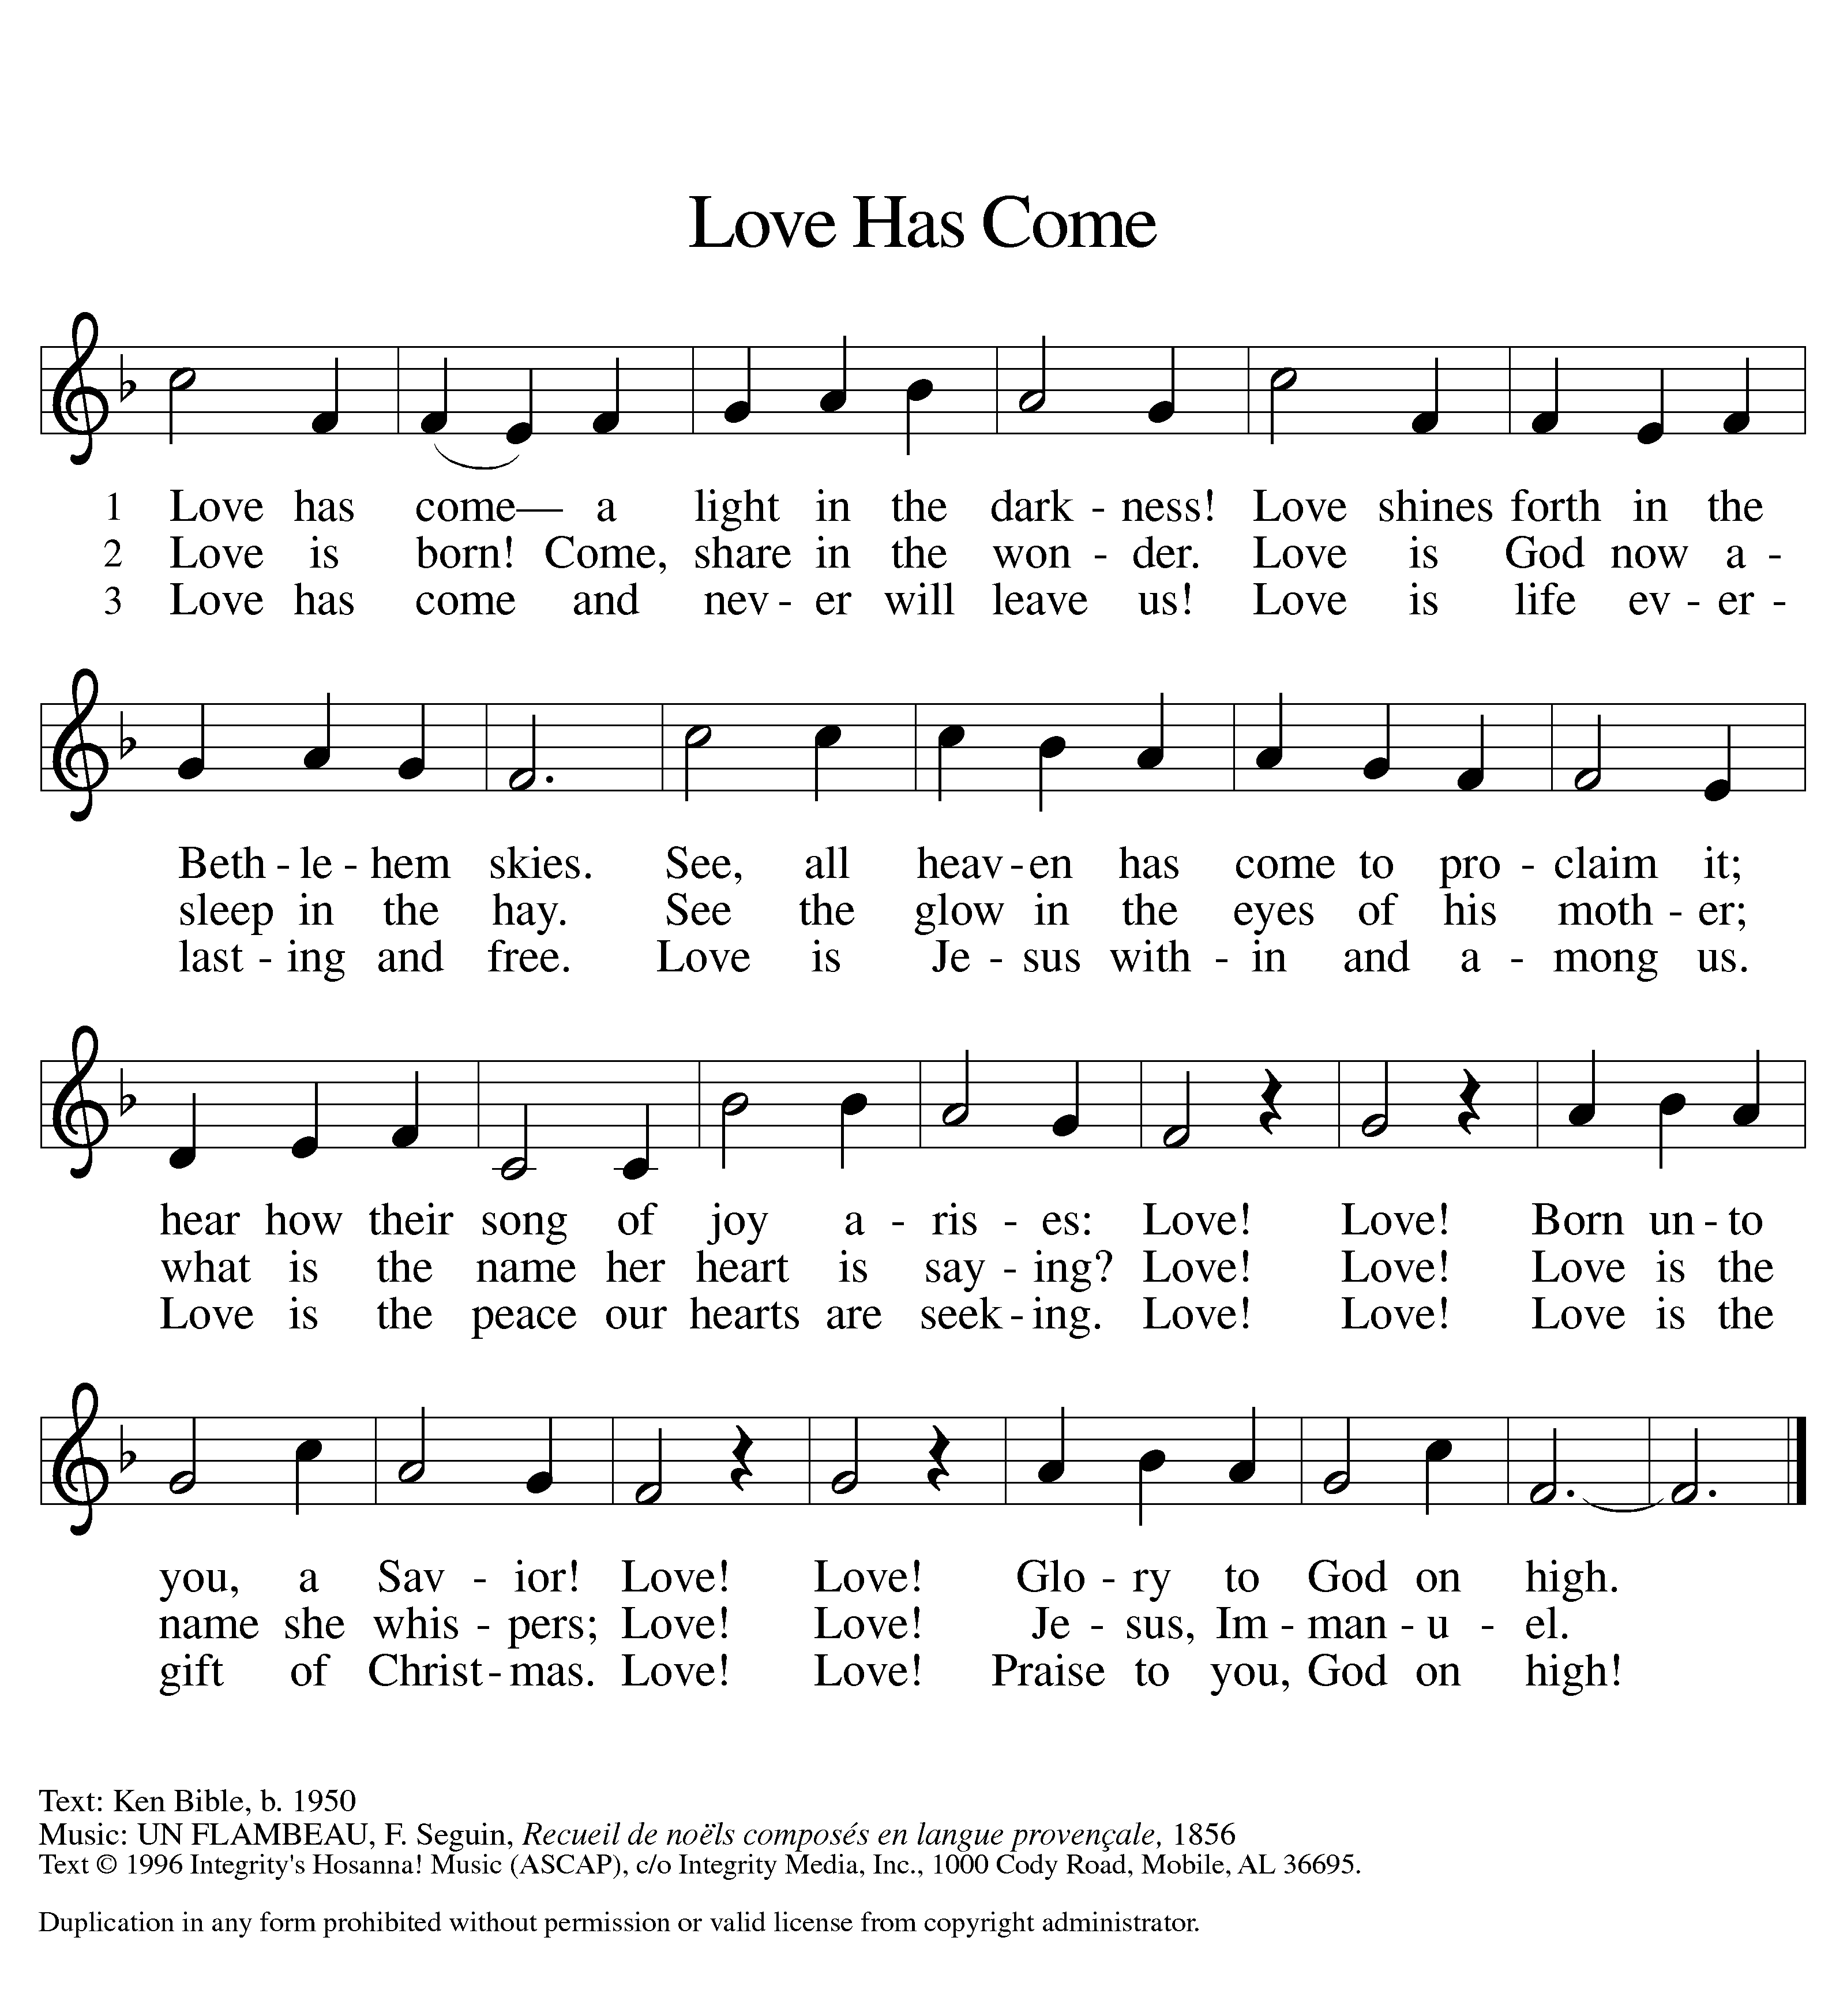 Love Has Come
1 Love has come— a light in the dark - ness! Love shines forth in the
2 Love is born! Come, share in the won - der. Love is God now a -
3 Love has come and nev - er will leave us! Love is life ev - er -
Beth - le - hem skies. See, all heav - en has come to pro - claim it;
sleep in the hay. See the glow in the eyes of his moth - er;
last - ing and free. Love is Je - sus with - in and a - mong us.
hear how their song of joy a - ris - es: Love! Love! Born un - to
what is the name her heart is say - ing? Love! Love! Love is the
Love is the peace our hearts are seek - ing. Love! Love! Love is the
you, a Sav - ior! Love! Love! Glo - ry to God on high.
name she whis - pers; Love! Love! Je - sus, Im - man - u - el.
gift of Christ - mas. Love! Love! Praise to you, God on high!
Text: Ken Bible, b. 1950
Music: UN FLAMBEAU, F. Seguin, Recueil de noëls composés en langue provençale, 1856
Text © 1996 Integrity's Hosanna! Music (ASCAP), c/o Integrity Media, Inc., 1000 Cody Road, Mobile, AL 36695.
Duplication in any form prohibited without permission or valid license from copyright administrator.